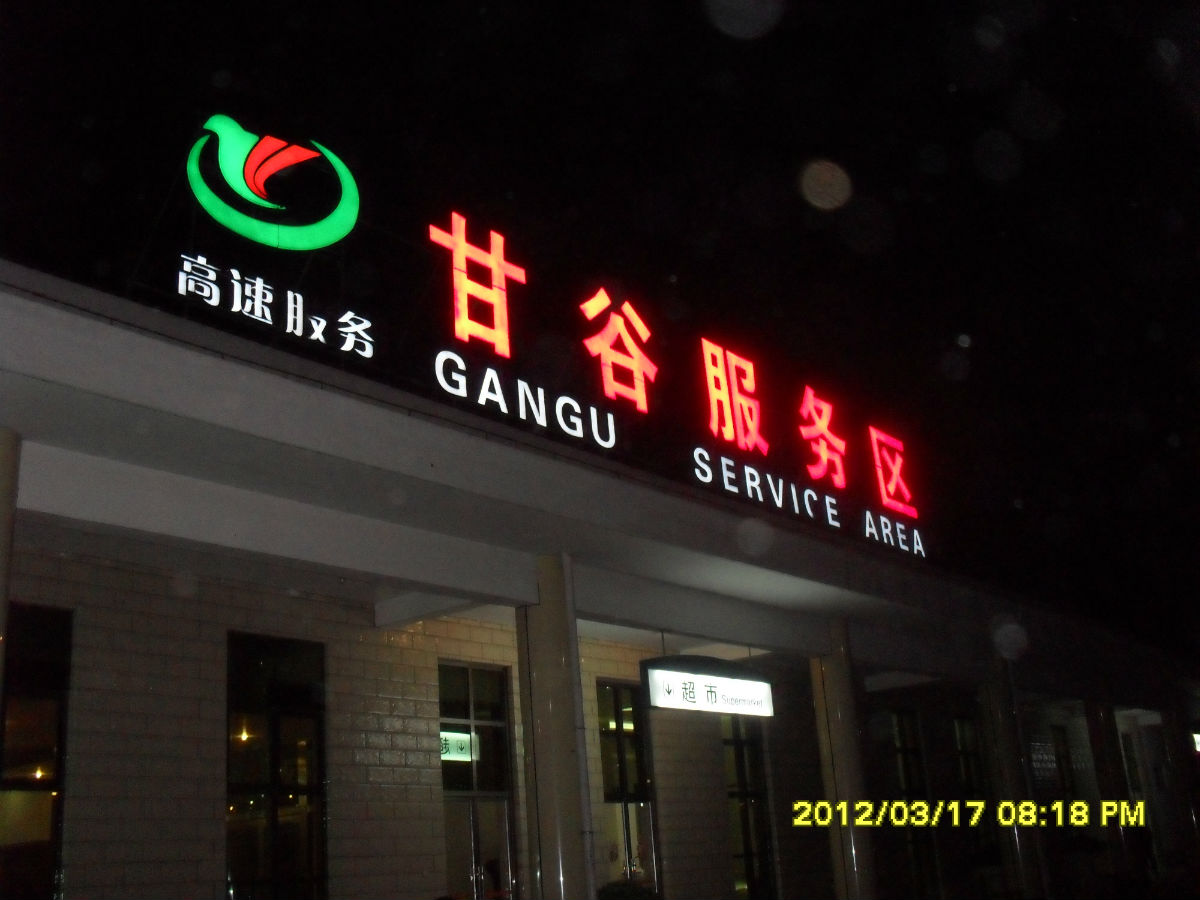 高速服务
甘谷服务区
GANGU SERVICE AREA
↓ 超市 Supermarket
2012/03/17 08:18 PM